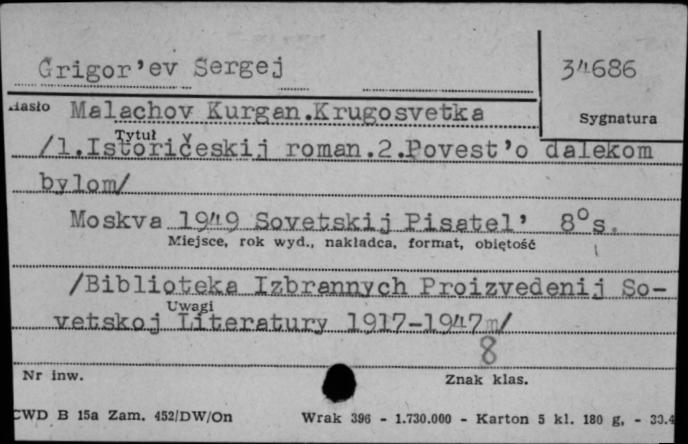 Grigor'ev Sergej
34686
Hasło Malachov Kurgan.Krugosvetka
Sygnatura
Tytuł
/1.Istoričeskij roman.2.Povest'o dalekom
bylom/
Moskva 1949 Sovetskij Pisatel' 8°s.
Miejsce, rok wyd., nakładca, format, objętość
/Biblioteka Izbrannych Proizvedenij So-
Uwagi
vetskoj Literatury 1917-1947/
8
Nr inw.
Znak klas.
CWD B 15a Zam. 452/DW/On Wrak 396 - 1.730.000 - Karton 5 kl. 180 g, - 33.4